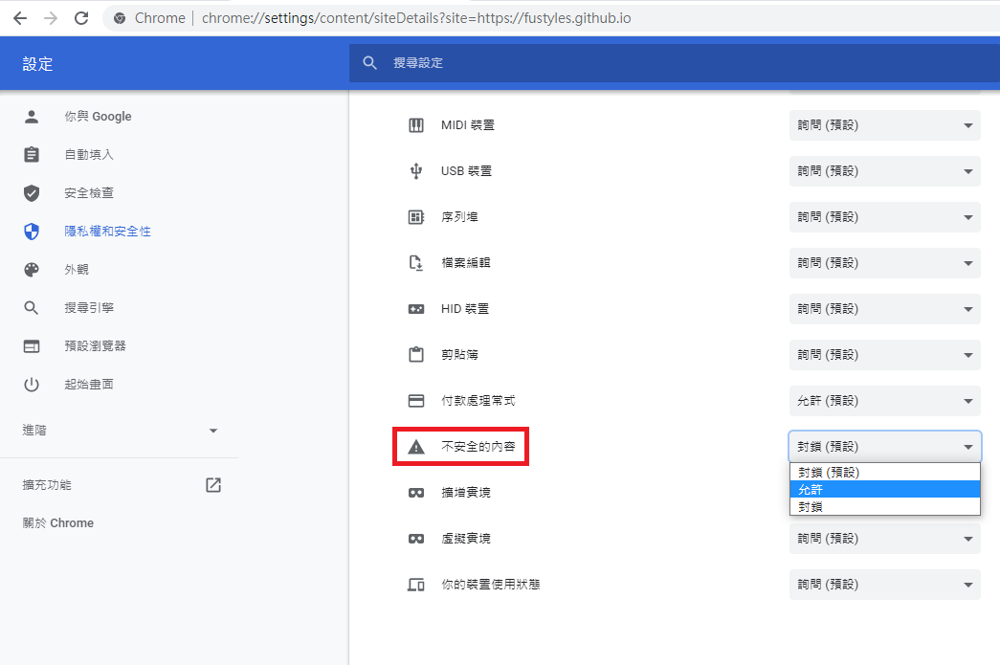 Chrome | chrome://settings/content/siteDetails?site=https://fustyles.github.io
設定
搜尋設定
你與 Google
自動填入
安全檢查
隱私權和安全性
外觀
搜尋引擎
預設瀏覽器
起始畫面
進階
擴充功能
關於 Chrome
MIDI 裝置 詢問 (預設)
USB 裝置 詢問 (預設)
序列埠 詢問 (預設)
檔案編輯 詢問 (預設)
HID 裝置 詢問 (預設)
剪貼簿 詢問 (預設)
付款處理常式 允許 (預設)
不安全的內容 封鎖 (預設)
封鎖 (預設)
允許
封鎖
擴增實境
虛擬實境 詢問 (預設)
你的裝置使用狀態 詢問 (預設)